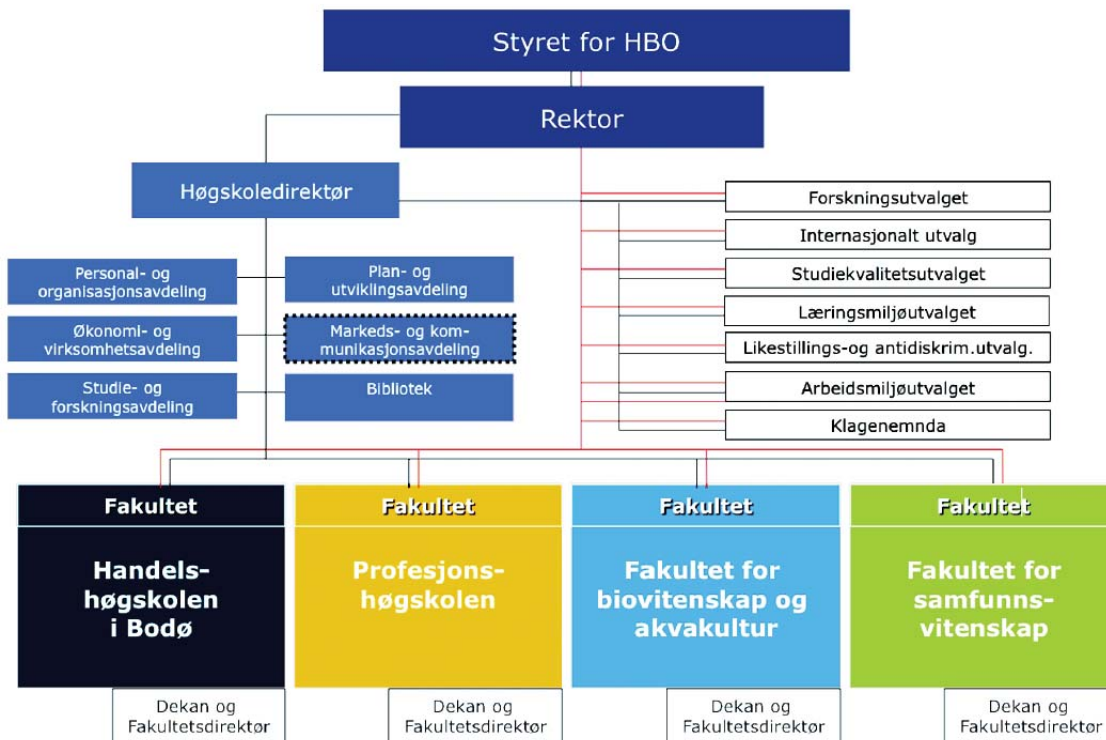 Styret for HBO
Rektor
Høgskoledirektør
Personal- og
organisasjonsavdeling
Plan- og
utviklingsavdeling
Økonomi- og
virksomhetsavdeling
Markeds- og kom-
munikasjonsavdeling
Studie- og
forskningsavdeling
Bibliotek
Forskningsutvalget
Internasjonalt utvalg
Studiekvalitetsutvalget
Læringsmiljøutvalget
Likestillings-og antidiskrim.utvalg.
Arbeidsmiljøutvalget
Klagenemnda
Fakultet
Handels-
høgskolen
i Bodø
Dekan og
Fakultetsdirektør
Fakultet
Profesjons-
høgskolen
Dekan og
Fakultetsdirektør
Fakultet
Fakultet for
biovitenskap og
akvakultur
Dekan og
Fakultetsdirektør
Fakultet
Fakultet for
samfunns-
vitenskap
Dekan og
Fakultetsdirektør